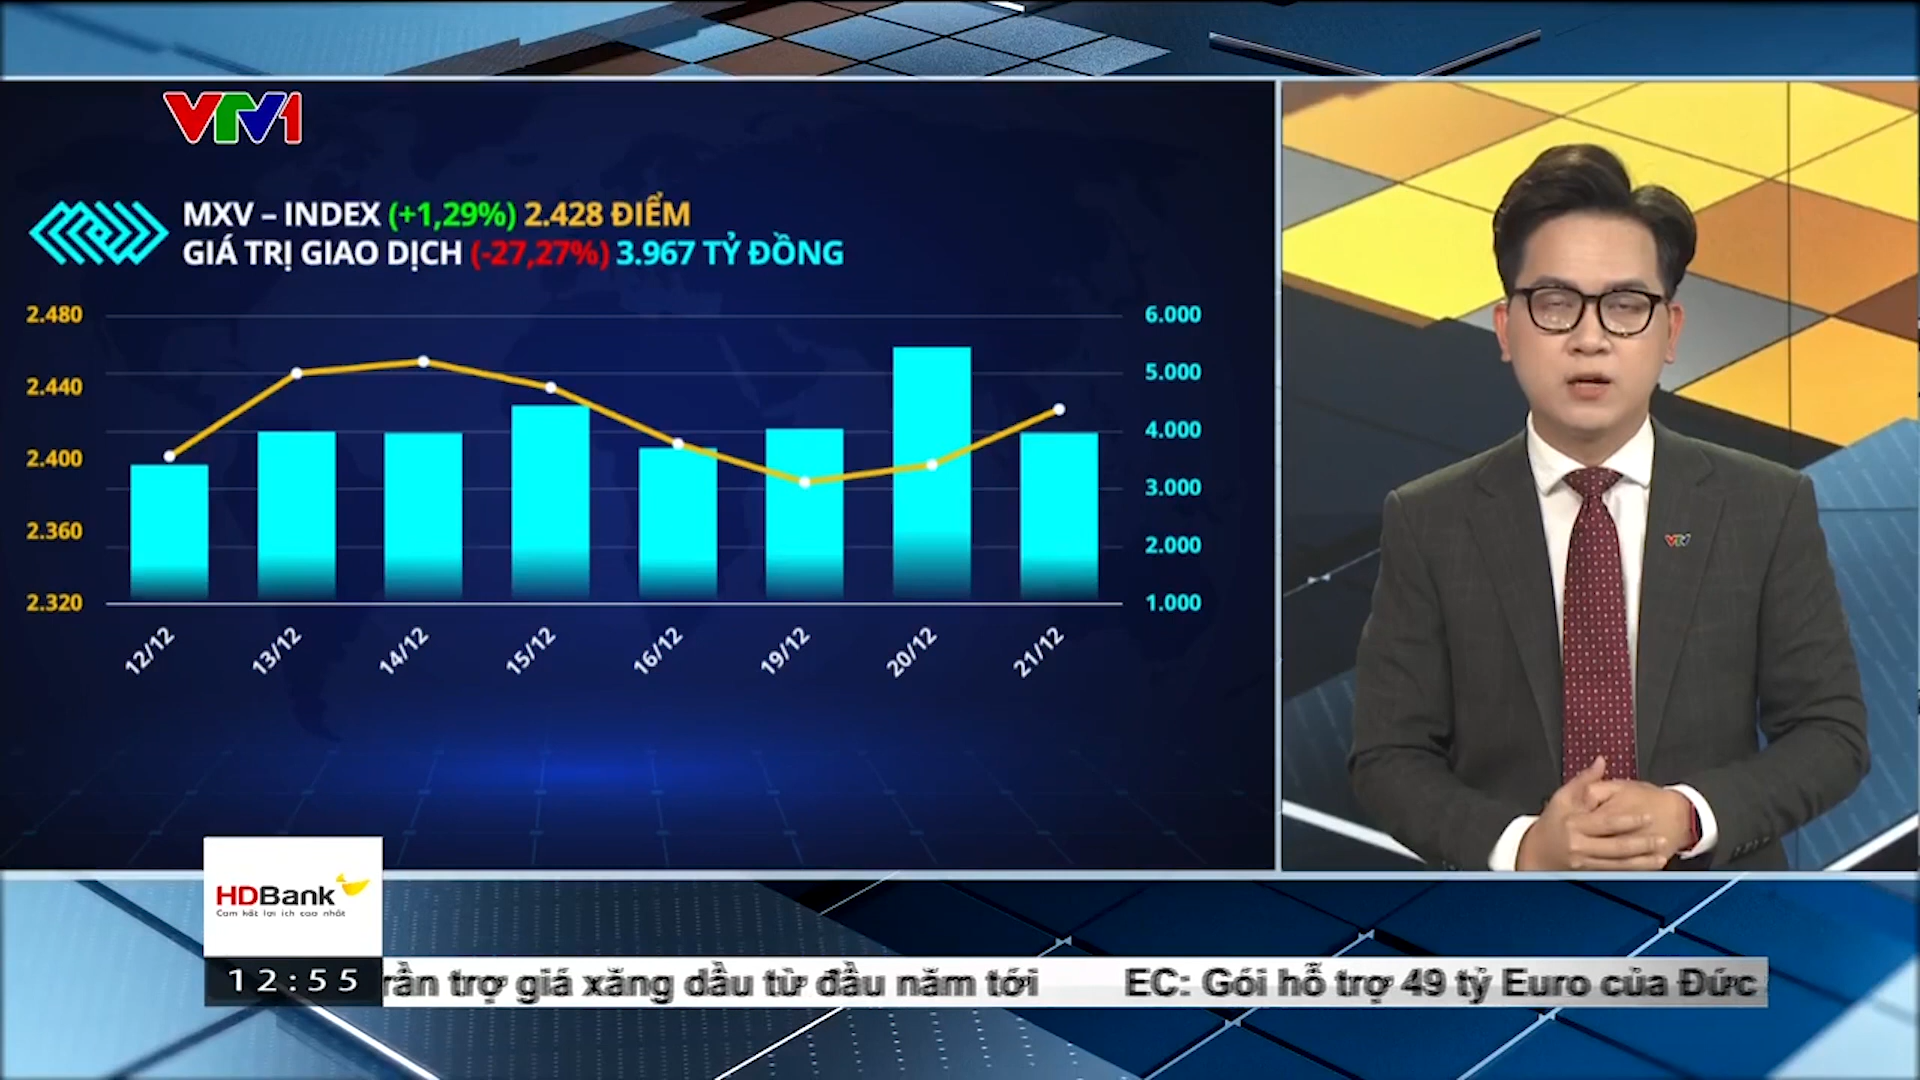 VTV1
MXV – INDEX (+1,29%) 2.428 ĐIỂM
GIÁ TRỊ GIAO DỊCH (-27,27%) 3.967 TỶ ĐỒNG
2.480
2.440
2.400
2.360
2.320
6.000
5.000
4.000
3.000
2.000
1.000
12/12
13/12
14/12
15/12
16/12
19/12
20/12
21/12
VTV
HDBank
Cam kết lợi ích cao nhất
12:55
trợ giá xăng dầu từ đầu năm tới EC: Gói hỗ trợ 49 tỷ Euro của Đức